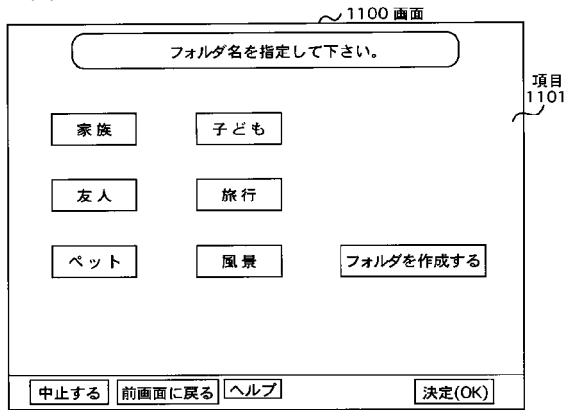 1100 画面
フォルダ名を指定して下さい。
項目
1101
家族 子ども
友人 旅行
ペット 風景 フォルダを作成する
中止する 前画面に戻る ヘルプ 決定(OK)